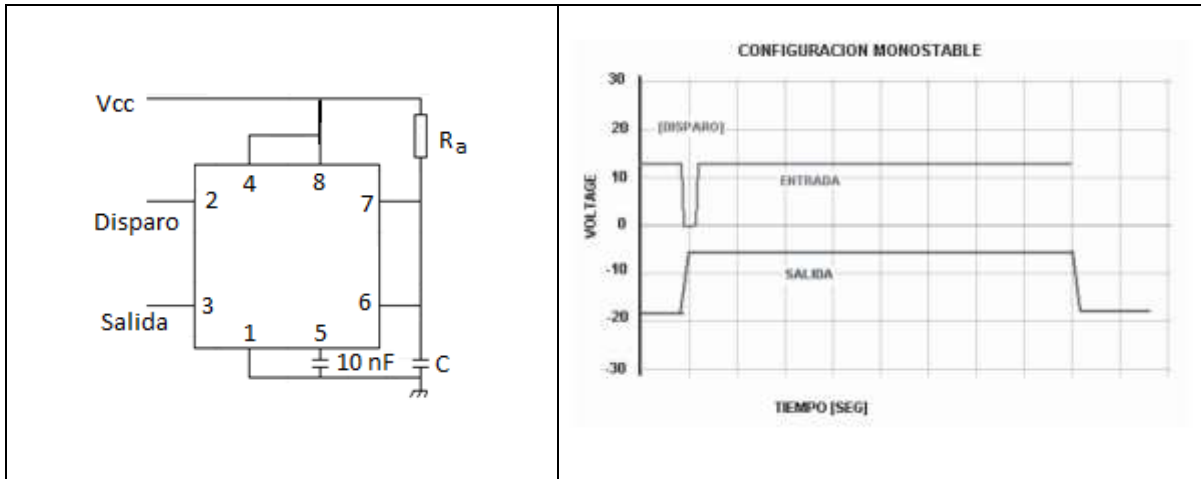 Vcc
R a
4 8
2 7
Disparo
3 6
Salida
1 5
10 nF C
CONFIGURACION MONOSTABLE
30
20
[DISPARO]
10
ENTRADA
0
VOLTAGE
-10
SALIDA
-20
-30
TIEMPO [SEG]